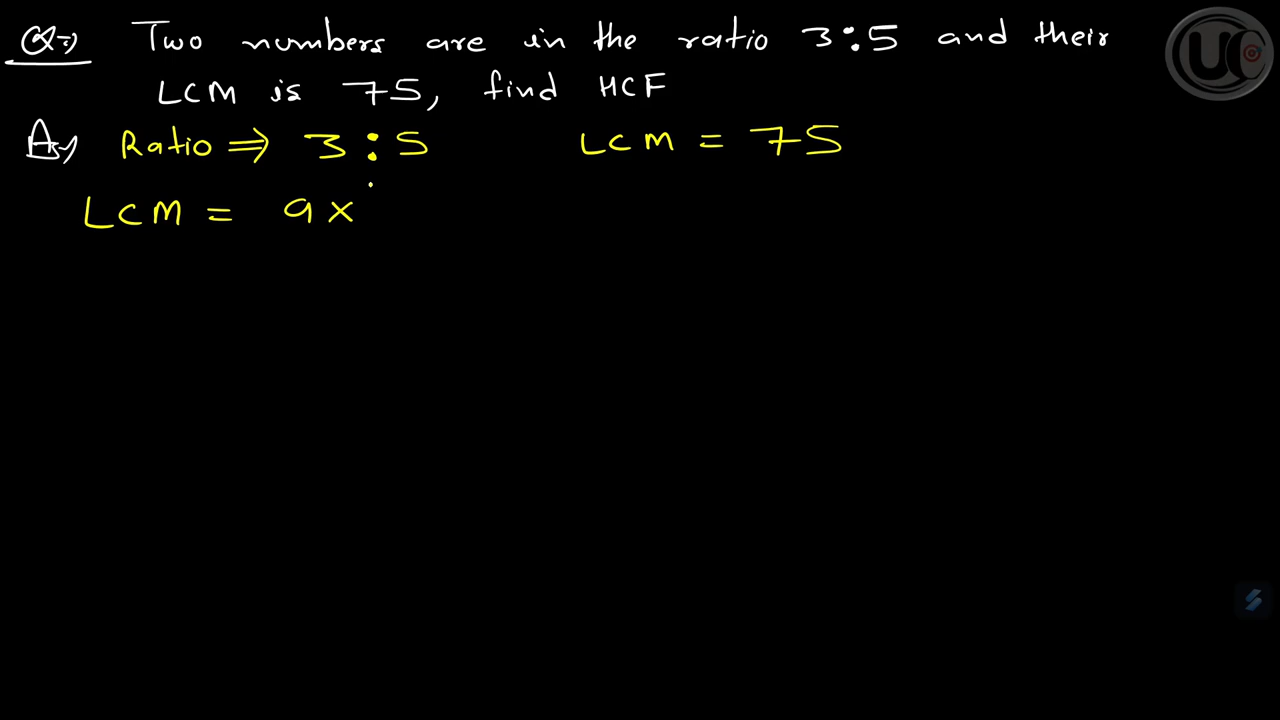 Q⇒) Two numbers are in the ratio 3:5 and their
LCM is 75, find HCF
A⇒) Ratio ⇒ 3:5 LCM = 75
LCM = a x
UC